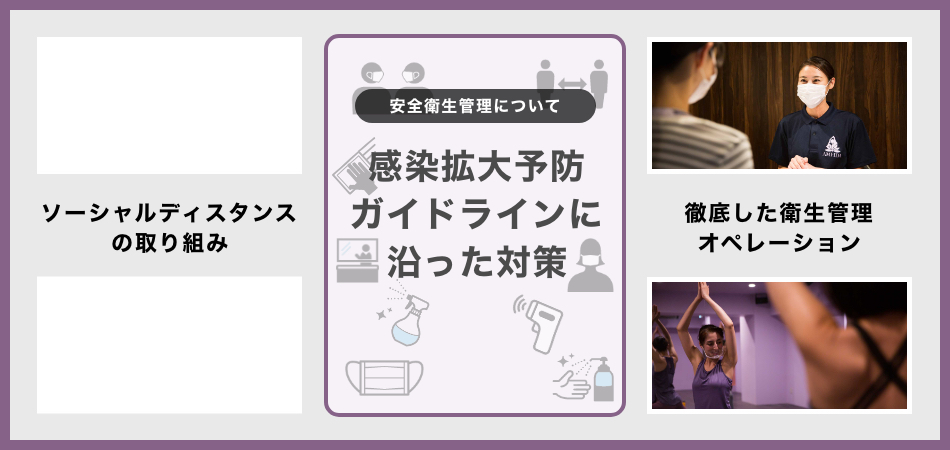 ソーシャルディスタンス
の取り組み
安全衛生管理について
感染拡大予防
ガイドラインに
沿った対策
徹底した衛生管理
オペレーション